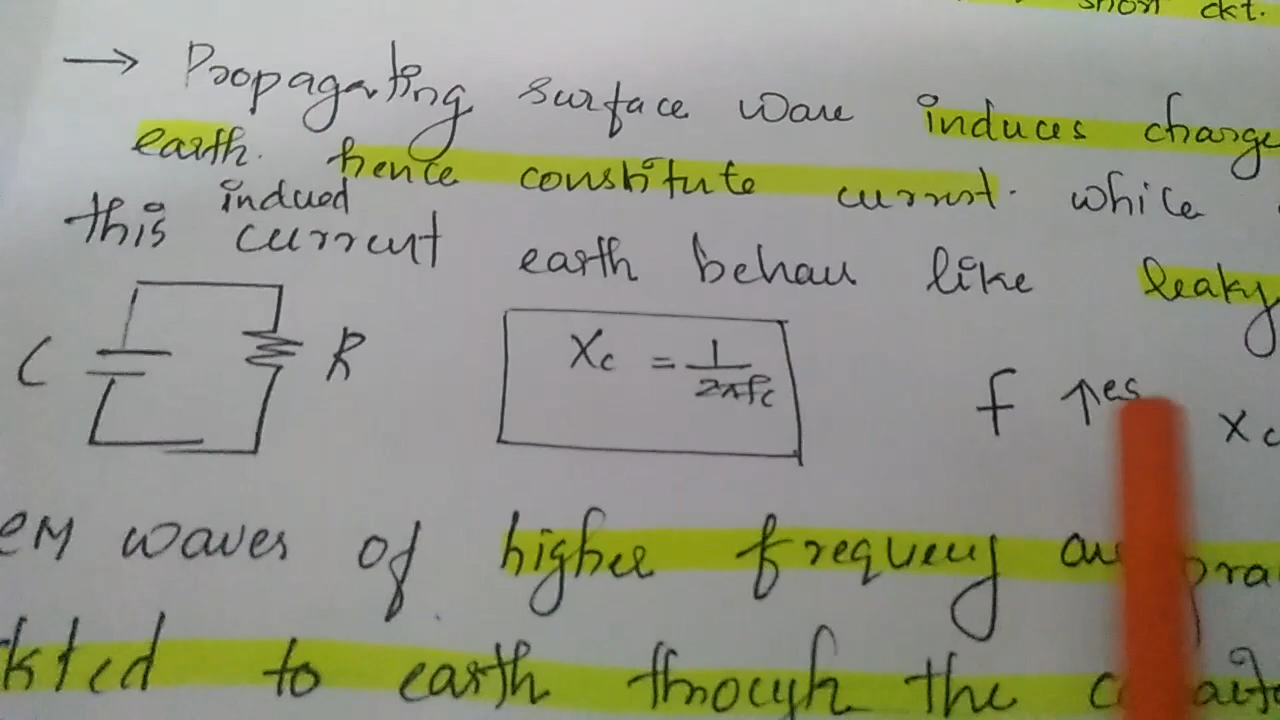 short ckt.
→ Propagating surface wave induces charge
earth. hence constitute current. while
induced
this current earth behave like leaky
C R Xc = 1/2πfc f ↑es Xc
EM waves of higher frequency are
kted to earth through the